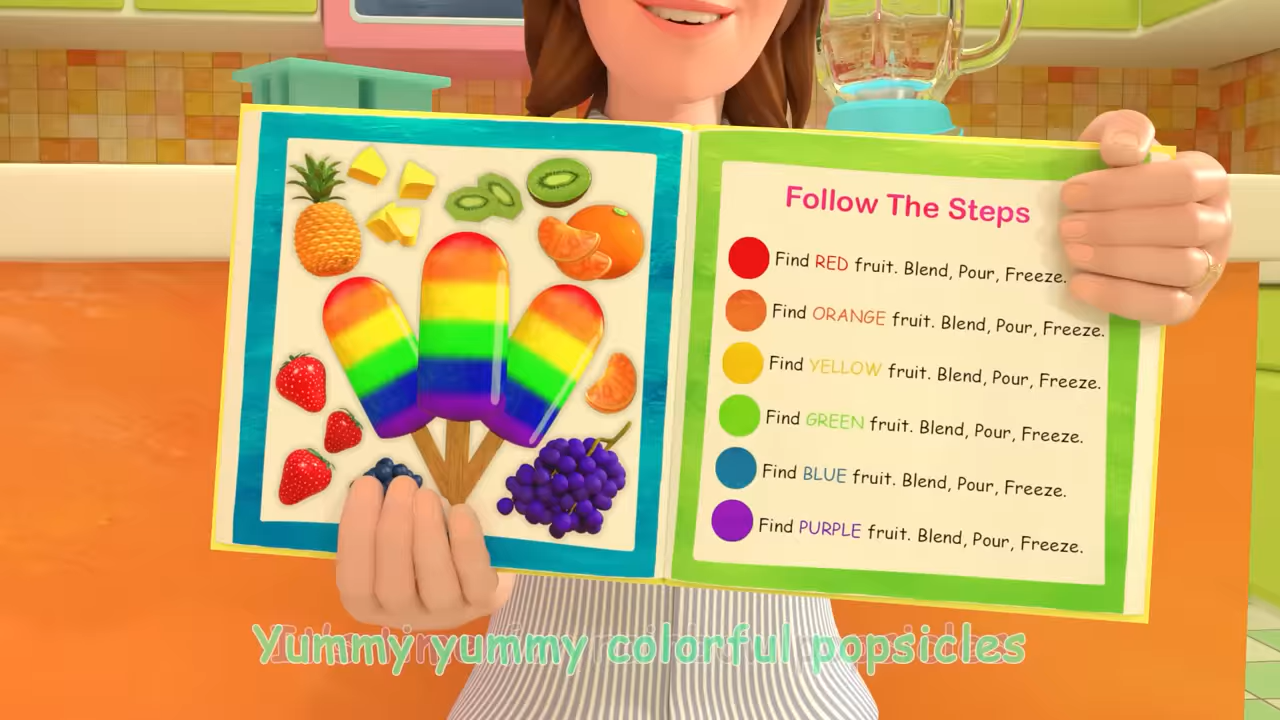 Follow The Steps
Find RED fruit. Blend, Pour, Freeze.
Find ORANGE fruit. Blend, Pour, Freeze.
Find YELLOW fruit. Blend, Pour, Freeze.
Find GREEN fruit. Blend, Pour, Freeze.
Find BLUE fruit. Blend, Pour, Freeze.
Find PURPLE fruit. Blend, Pour, Freeze.
Yummy yummy colorful popsicles